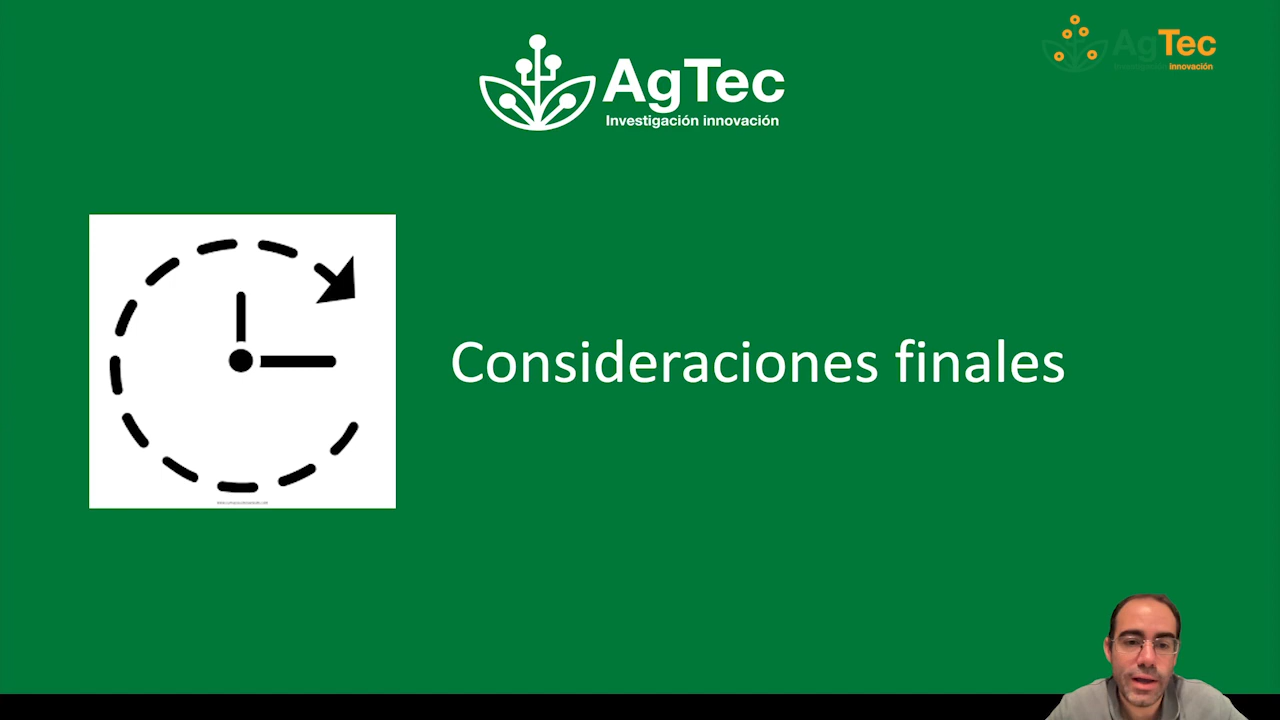 AgTec
Investigación innovación
AgTec
innovación
Consideraciones finales